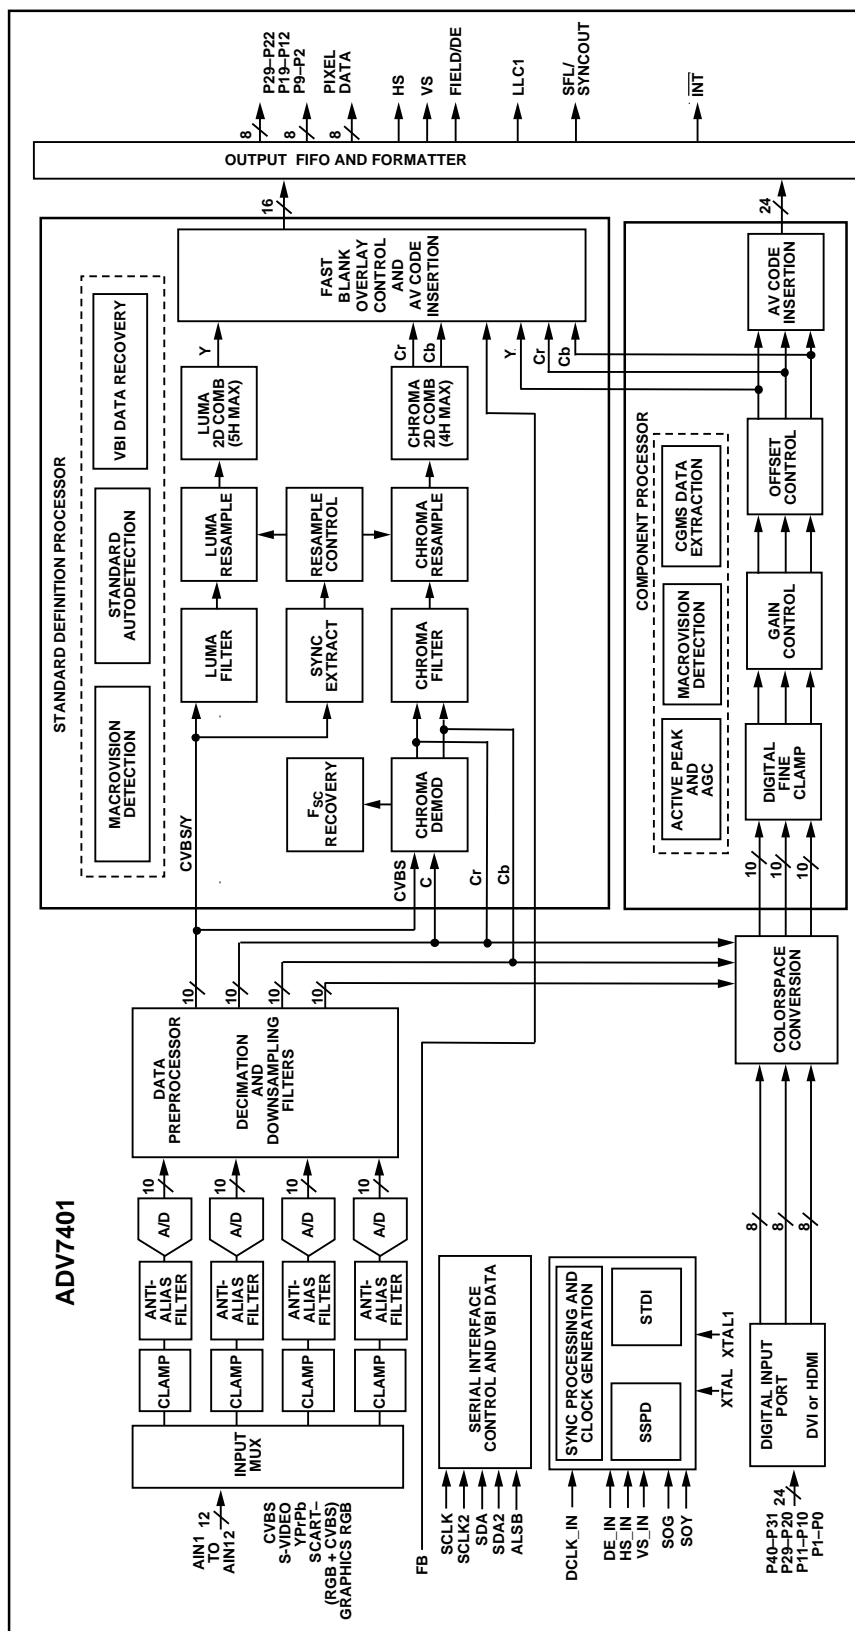 ADV7401
AIN1
TO
AIN12
12
CVBS
S-VIDEO
YPrPb
SCART–
(RGB + CVBS)
GRAPHICS RGB
INPUT
MUX
CLAMP
ANTI-
ALIAS
FILTER
A/D
10
CLAMP
ANTI-
ALIAS
FILTER
A/D
10
CLAMP
ANTI-
ALIAS
FILTER
A/D
10
CLAMP
ANTI-
ALIAS
FILTER
A/D
10
DATA
PREPROCESSOR
DECIMATION
AND
DOWNSAMPLING
FILTERS
10
10
10
10
FB
SCLK
SCLK2
SDA
SDA2
ALSB
SERIAL INTERFACE
CONTROL AND VBI DATA
DCLK_IN
DE_IN
HS_IN
VS_IN
SOG
SOY
SYNC PROCESSING AND
CLOCK GENERATION
SSPD
STDI
XTAL
XTAL1
P40–P31
P29–P20
P11–P10
P1–P0
24
DIGITAL INPUT
PORT
DVI or HDMI
8
8
8
COLORSPACE
CONVERSION
10
10
10
STANDARD DEFINITION PROCESSOR
MACROVISION
DETECTION
STANDARD
AUTODETECTION
VBI DATA RECOVERY
CVBS/Y
CVBS
C
Cr
Cb
FSC
RECOVERY
CHROMA
DEMOD
LUMA
FILTER
SYNC
EXTRACT
CHROMA
FILTER
LUMA
RESAMPLE
RESAMPLE
CONTROL
CHROMA
RESAMPLE
LUMA
2D COMB
(5H MAX)
CHROMA
2D COMB
(4H MAX)
Y
Cr
Cb
Y
Cr
Cb
FAST
BLANK
OVERLAY
CONTROL
AND
AV CODE
INSERTION
16
COMPONENT PROCESSOR
ACTIVE PEAK
AND
AGC
MACROVISION
DETECTION
CGMS DATA
EXTRACTION
DIGITAL
FINE
CLAMP
GAIN
CONTROL
OFFSET
CONTROL
AV CODE
INSERTION
24
OUTPUT FIFO AND FORMATTER
8
8
8
P29–P22
P19–P12
P9–P2
PIXEL
DATA
HS
VS
FIELD/DE
LLC1
SFL/
SYNCOUT
INT